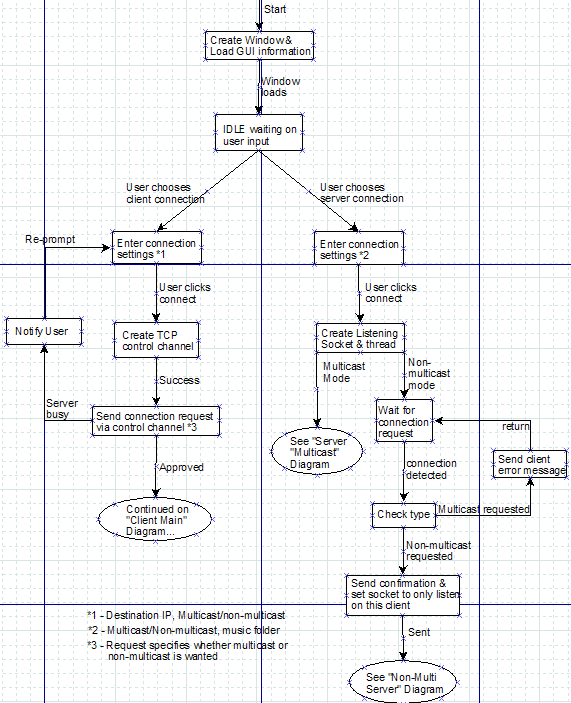 Start
Create Window &
Load GUI information
Window
loads
IDLE waiting on
user input
User chooses
client connection
User chooses
server connection
Re-prompt
Enter connection
settings *1
Enter connection
settings *2
User clicks
connect
User clicks
connect
Notify User
Create TCP
control channel
Create Listening
Socket & thread
Multicast
Mode
Non-
multicast
mode
Success
Server
busy
Send connection request
via control channel *3
Wait for
connection
request
return
See "Server
"Multicast"
Diagram
Send client
error message
Approved
connection
detected
Continued on
"Client Main"
Diagram...
Check type
Multicast requested
Non-multicast
requested
Send confirmation &
set socket to only listen
on this client
*1 - Destination IP, Multicast/non-multicast
*2 - Multicast/Non-multicast, music folder
*3 - Request specifies whether multicast or
non-multicast is wanted
Sent
See "Non-Multi
Server" Diagram